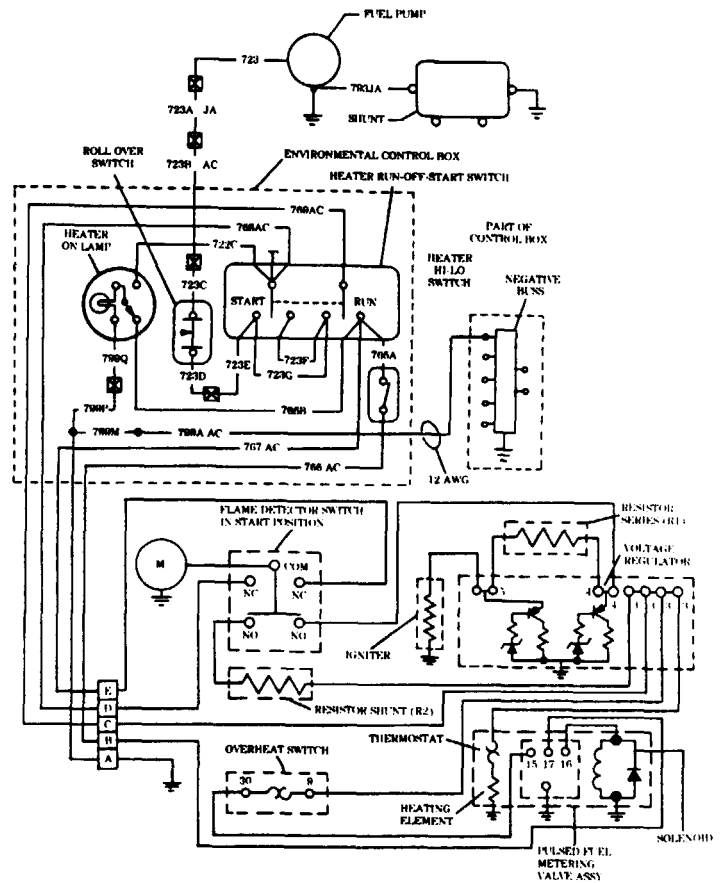 FUEL PUMP
723
793JA
723A JA
SHUNT
ROLL OVER
SWITCH
723B AC
ENVIRONMENTAL CONTROL BOX
HEATER RUN-OFF-START SWITCH
769AC
768AC
PART OF
CONTROL BOX
HEATER
ON LAMP
722C
HEATER
HI-LO
SWITCH
NEGATIVE
BUSS
723C
START
RUN
799Q
723E
723F
765A
723D
723G
799P
765B
799M
799A AC
767 AC
766 AC
12 AWG
FLAME DETECTOR SWITCH
IN START POSITION
RESISTOR
SERIES (R1)
VOLTAGE
REGULATOR
M
COM
NC
NC
NO
NO
IGNITER
RESISTOR SHUNT (R2)
E
D
C
B
A
THERMOSTAT
OVERHEAT SWITCH
30
9
15 17 16
HEATING
ELEMENT
SOLENOID
PULSED FUEL
METERING
VALVE ASSY